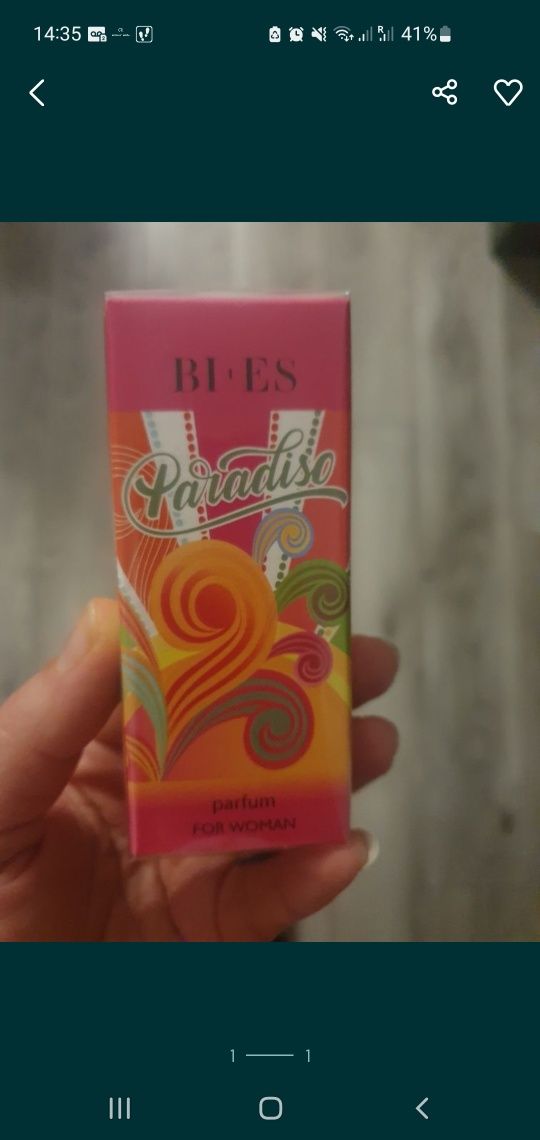 14:35
41%
BI·ES
Paradiso
parfum
FOR WOMAN
1 1